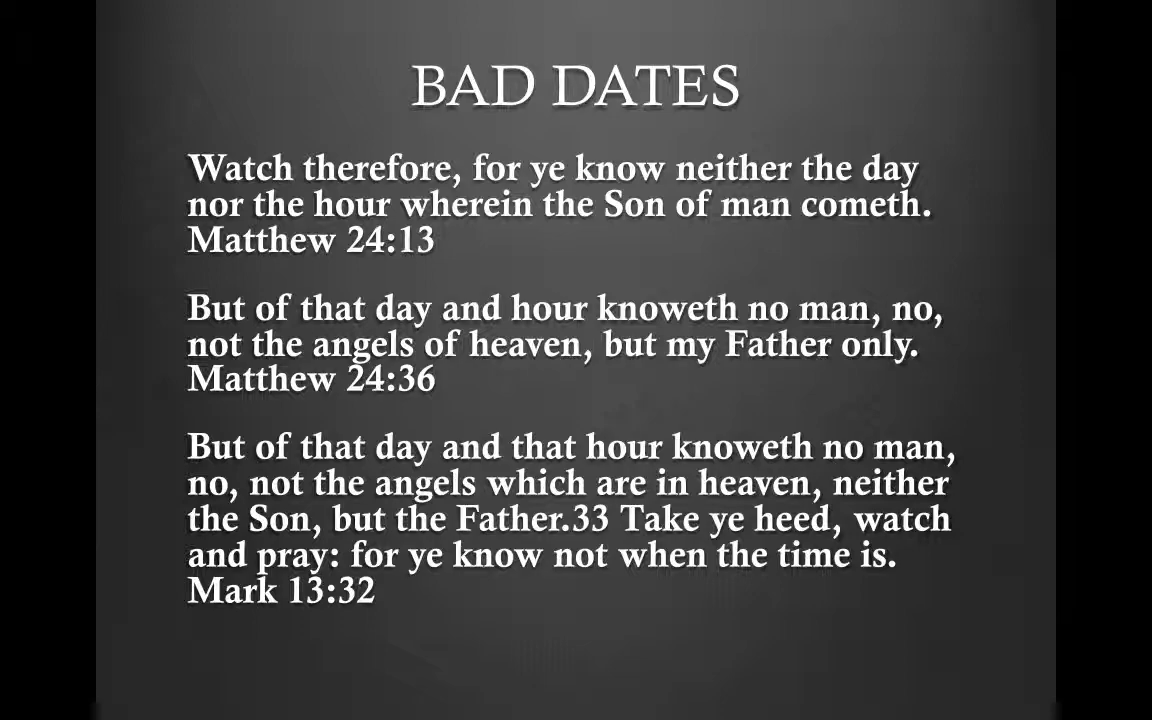 BAD DATES
Watch therefore, for ye know neither the day
nor the hour wherein the Son of man cometh.
Matthew 24:13
But of that day and hour knoweth no man, no,
not the angels of heaven, but my Father only.
Matthew 24:36
But of that day and that hour knoweth no man,
no, not the angels which are in heaven, neither
the Son, but the Father.33 Take ye heed, watch
and pray: for ye know not when the time is.
Mark 13:32